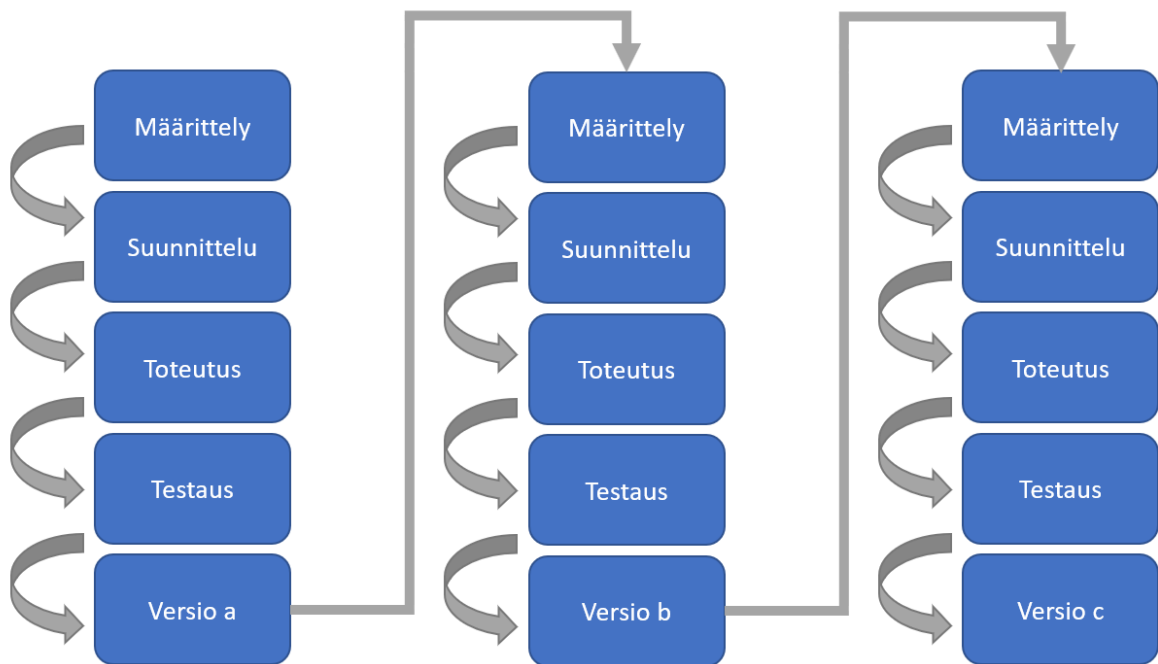 Määrittely
Suunnittelu
Toteutus
Testaus
Versio a
Määrittely
Suunnittelu
Toteutus
Testaus
Versio b
Määrittely
Suunnittelu
Toteutus
Testaus
Versio c